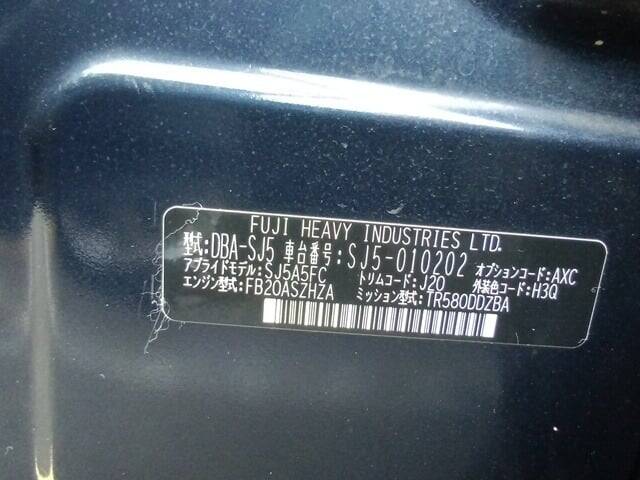 FUJI HEAVY INDUSTRIES LTD.
型式:DBA-SJ5 車台番号:SJ5-010202 オプションコード:AXC
アプライドモデル:SJ5A5FC トリムコード:J20 外装色コード:H3Q
エンジン型式:FB20ASZHZA ミッション型式:TR580DDZBA